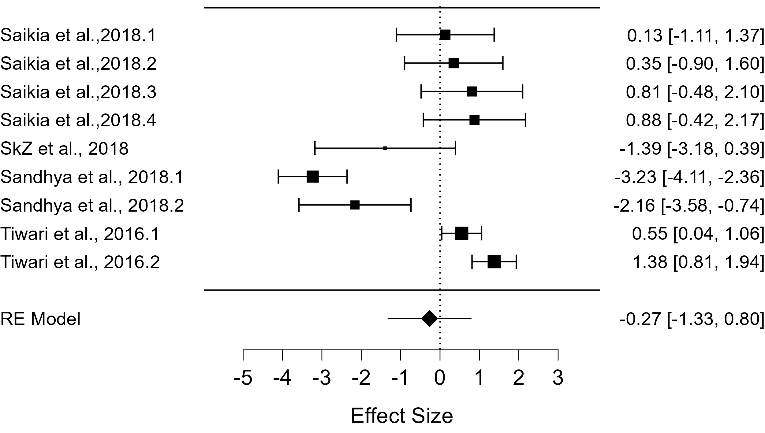 Saikia et al.,2018.1 0.13 [-1.11, 1.37]
Saikia et al.,2018.2 0.35 [-0.90, 1.60]
Saikia et al.,2018.3 0.81 [-0.48, 2.10]
Saikia et al.,2018.4 0.88 [-0.42, 2.17]
SkZ et al., 2018 -1.39 [-3.18, 0.39]
Sandhya et al., 2018.1 -3.23 [-4.11, -2.36]
Sandhya et al., 2018.2 -2.16 [-3.58, -0.74]
Tiwari et al., 2016.1 0.55 [0.04, 1.06]
Tiwari et al., 2016.2 1.38 [0.81, 1.94]
RE Model -0.27 [-1.33, 0.80]
-5 -4 -3 -2 -1 0 1 2 3
Effect Size